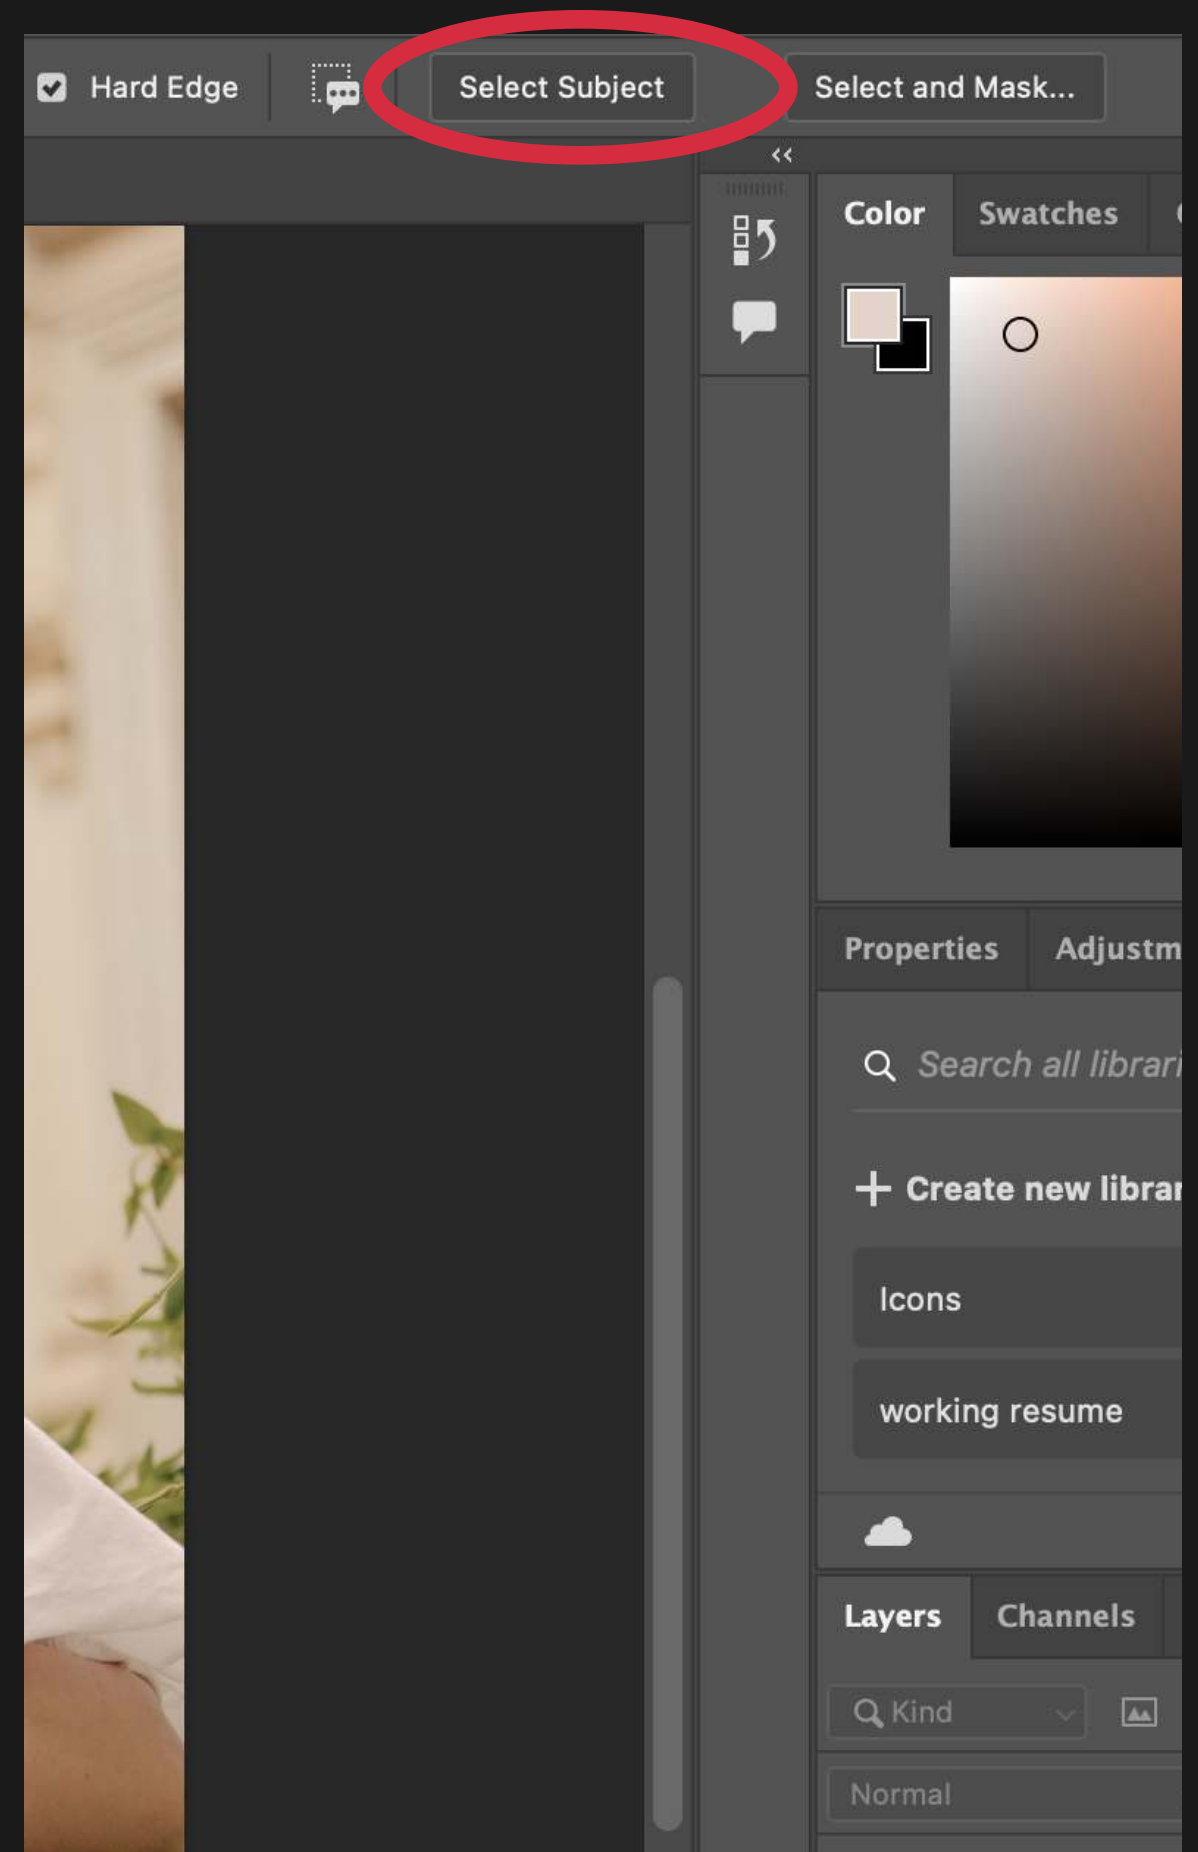 Hard Edge
Select Subject
Select and Mask...
Color
Swatches
Properties
Adjustm
Search all librari
Create new librar
Icons
working resume
Layers
Channels
Kind
Normal